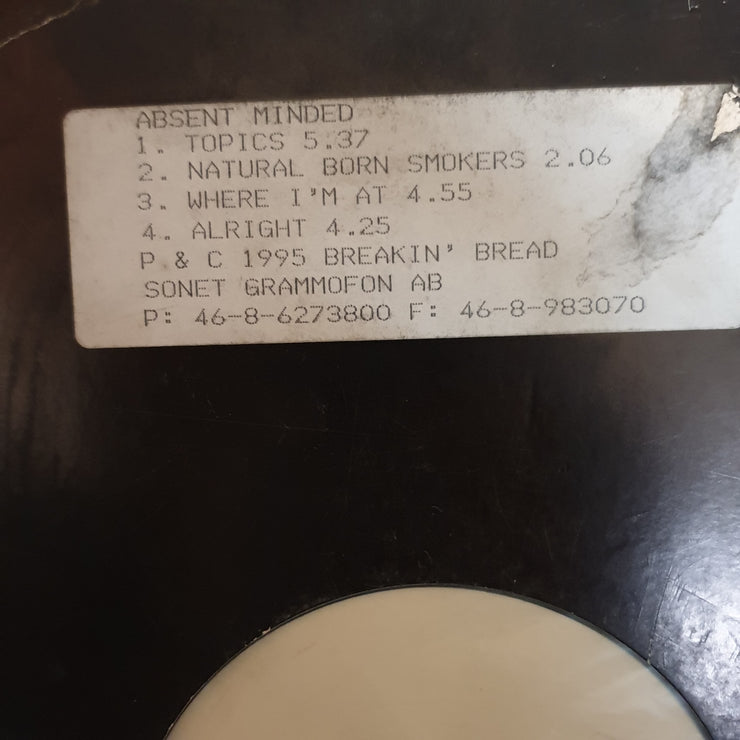 ABSENT MINDED
1. TOPICS 5.37
2. NATURAL BORN SMOKERS 2.06
3. WHERE I'M AT 4.55
4. ALRIGHT 4.25
P & C 1995 BREAKIN' BREAD
SONET GRAMMOFON AB
P: 46-8-6273800 F: 46-8-983070